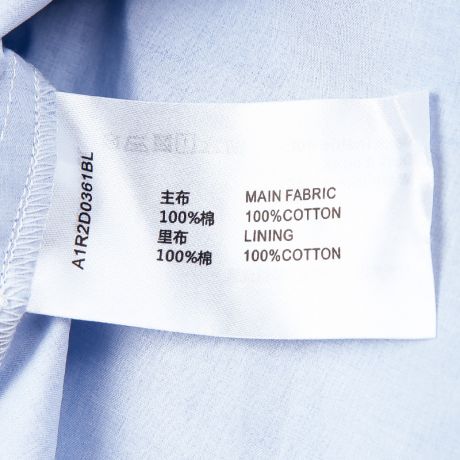 A1R2D0361BL
主布 MAIN FABRIC
100%棉 100%COTTON
里布 LINING
100%棉 100%COTTON